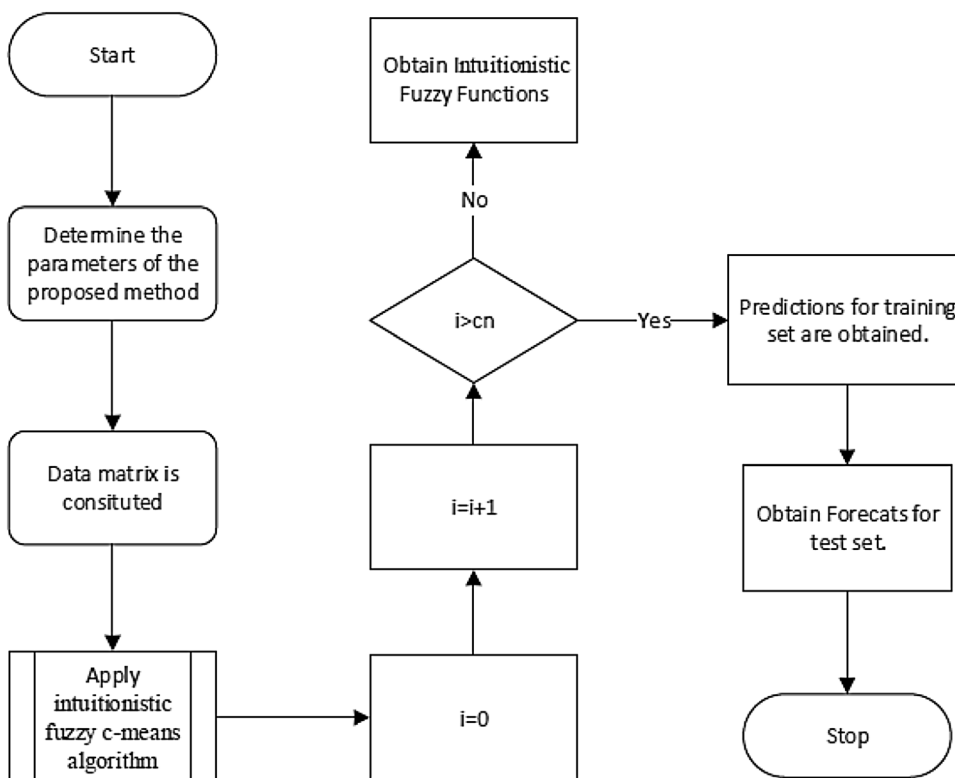 Start
Determine the
parameters of the
proposed method
Data matrix is
consituted
Apply
intuitionistic
fuzzy c-means
algorithm
i=0
i=i+1
i>cn
No
Obtain Intuitionistic
Fuzzy Functions
Yes
Predictions for training
set are obtained.
Obtain Forecats for
test set.
Stop